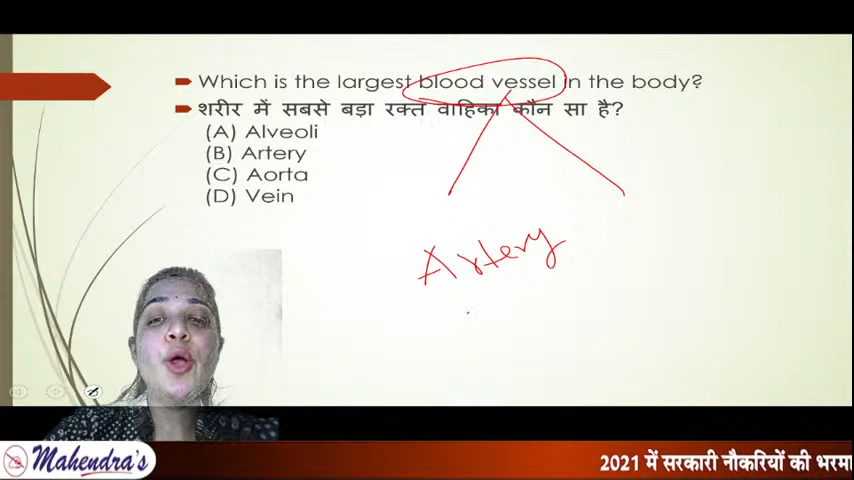 Which is the largest blood vessel in the body?
शरीर में सबसे बड़ा रक्त वाहिका कौन सा है?
(A) Alveoli
(B) Artery
(C) Aorta
(D) Vein
Artery
Mahendra's
2021 में सरकारी नौकरियों की भरमा